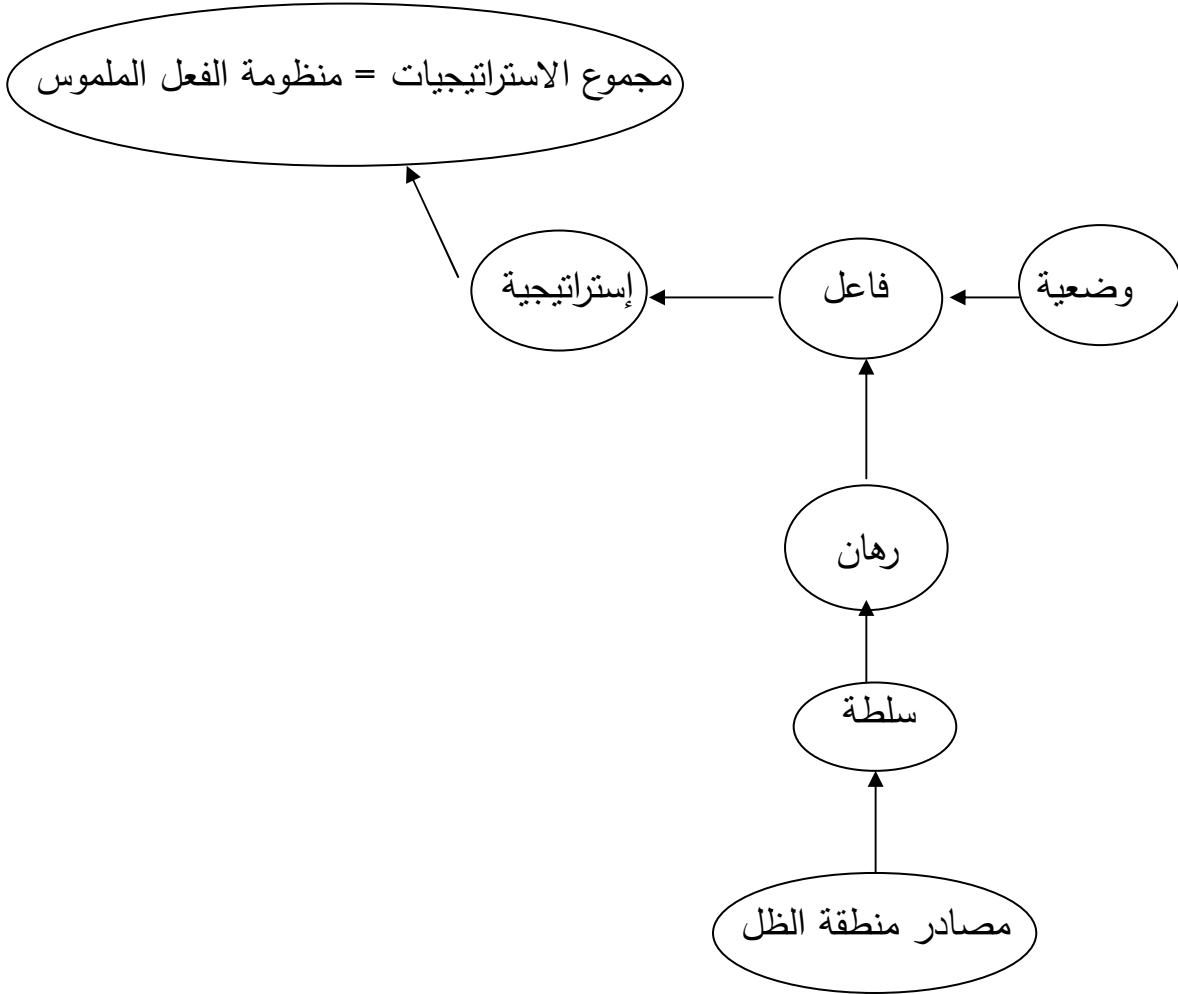 مجموع الاستراتيجيات = منظومة الفعل الملموس
وضعية
فاعل
إستراتيجية
رهان
سلطة
مصادر منطقة الظل